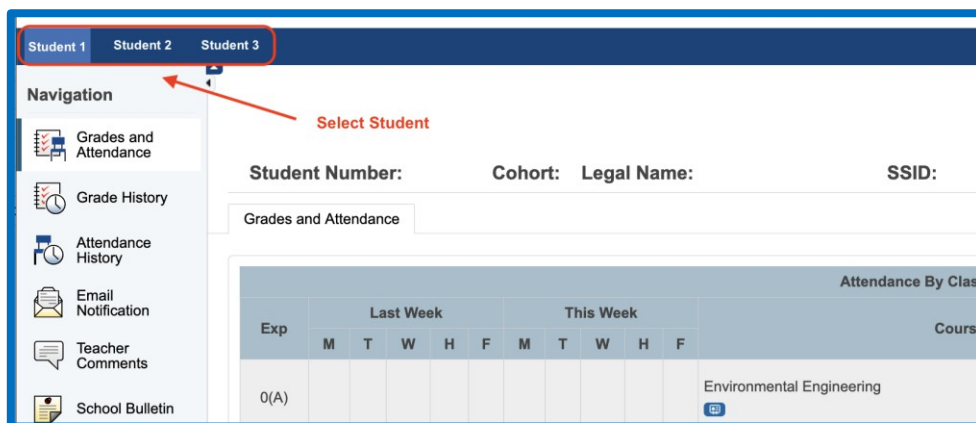 Student 1 Student 2 Student 3
Navigation
Select Student
Grades and
Attendance
Grade History
Attendance
History
Email
Notification
Teacher
Comments
School Bulletin
Student Number: Cohort: Legal Name: SSID:
Grades and Attendance
Attendance By Clas
Exp Last Week This Week Cours
M T W H F M T W H F
0(A) Environmental Engineering